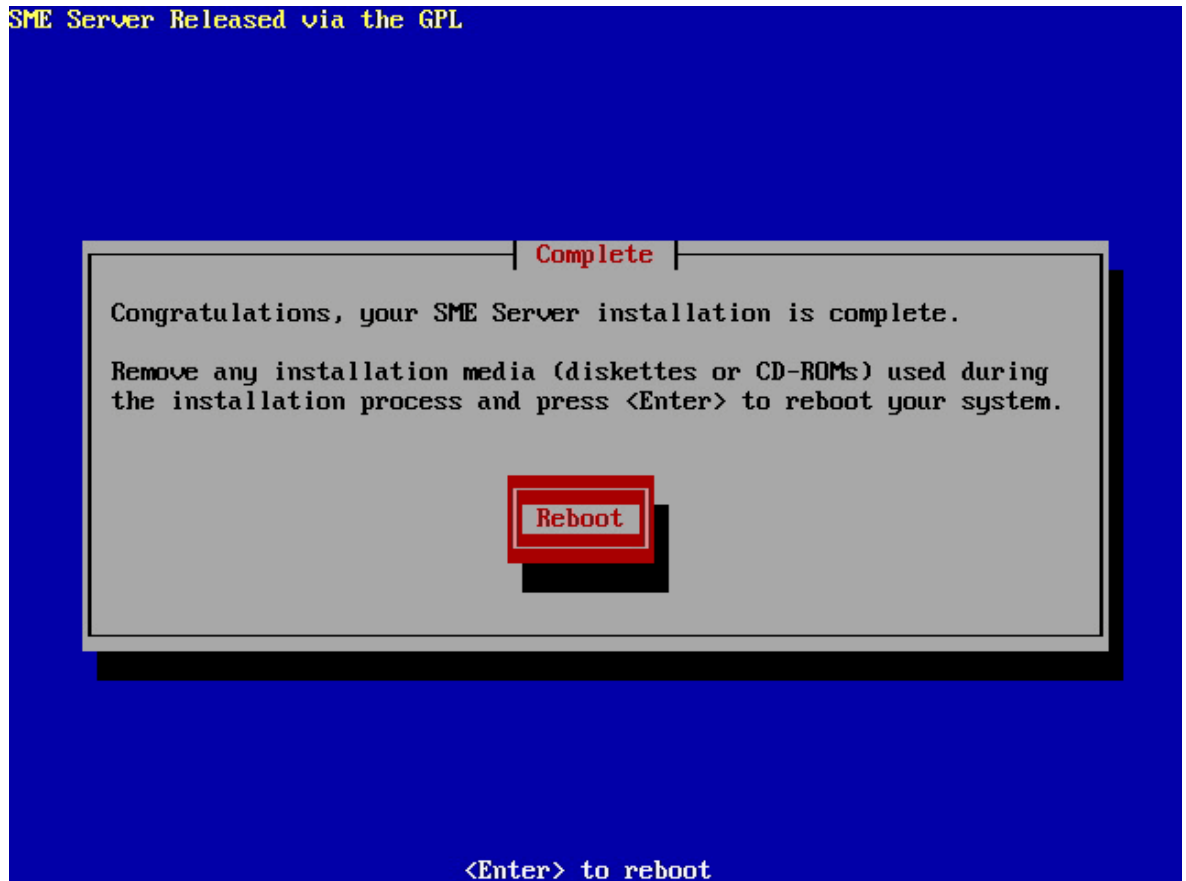 SME Server Released via the GPL
Complete
Congratulations, your SME Server installation is complete.
Remove any installation media (diskettes or CD-ROMs) used during
the installation process and press <Enter> to reboot your system.
Reboot
<Enter> to reboot